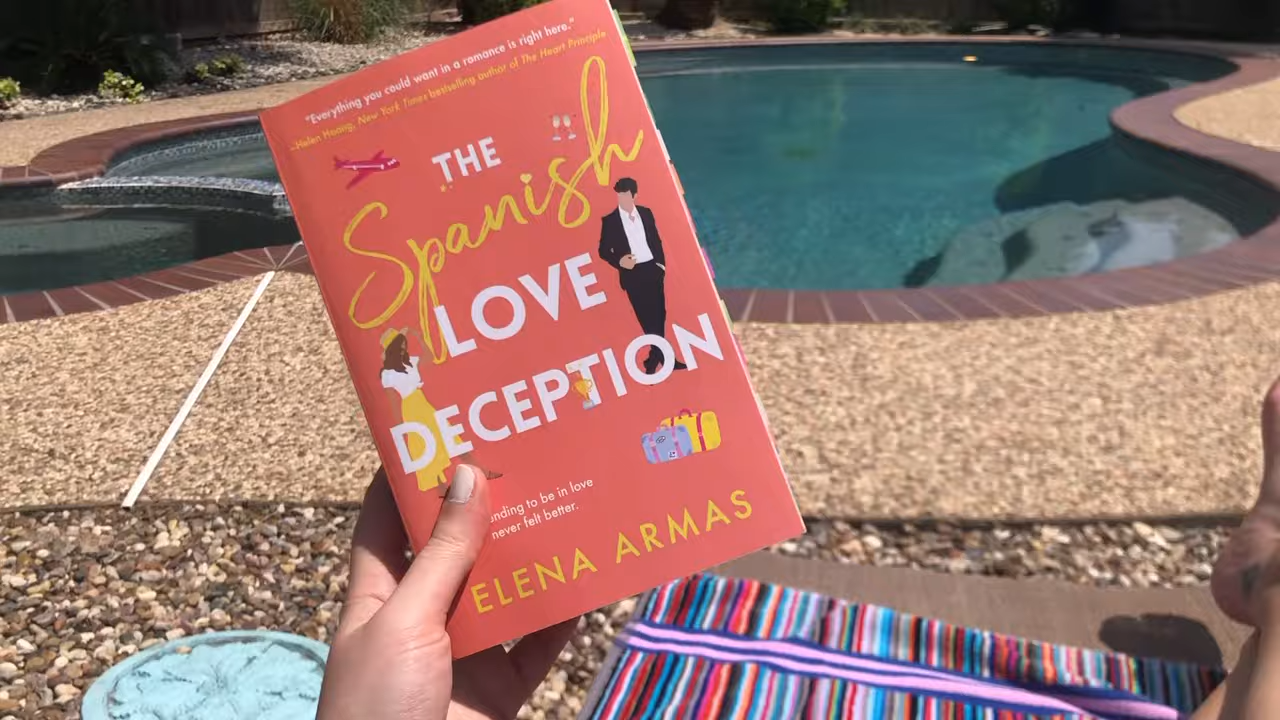 "Everything you could want in a romance is right here."
—Helen Hoang, New York Times bestselling author of The Heart Principle
THE
Spanish
LOVE
DECEPTION
nding to be in love
never felt better.
ELENA ARMAS